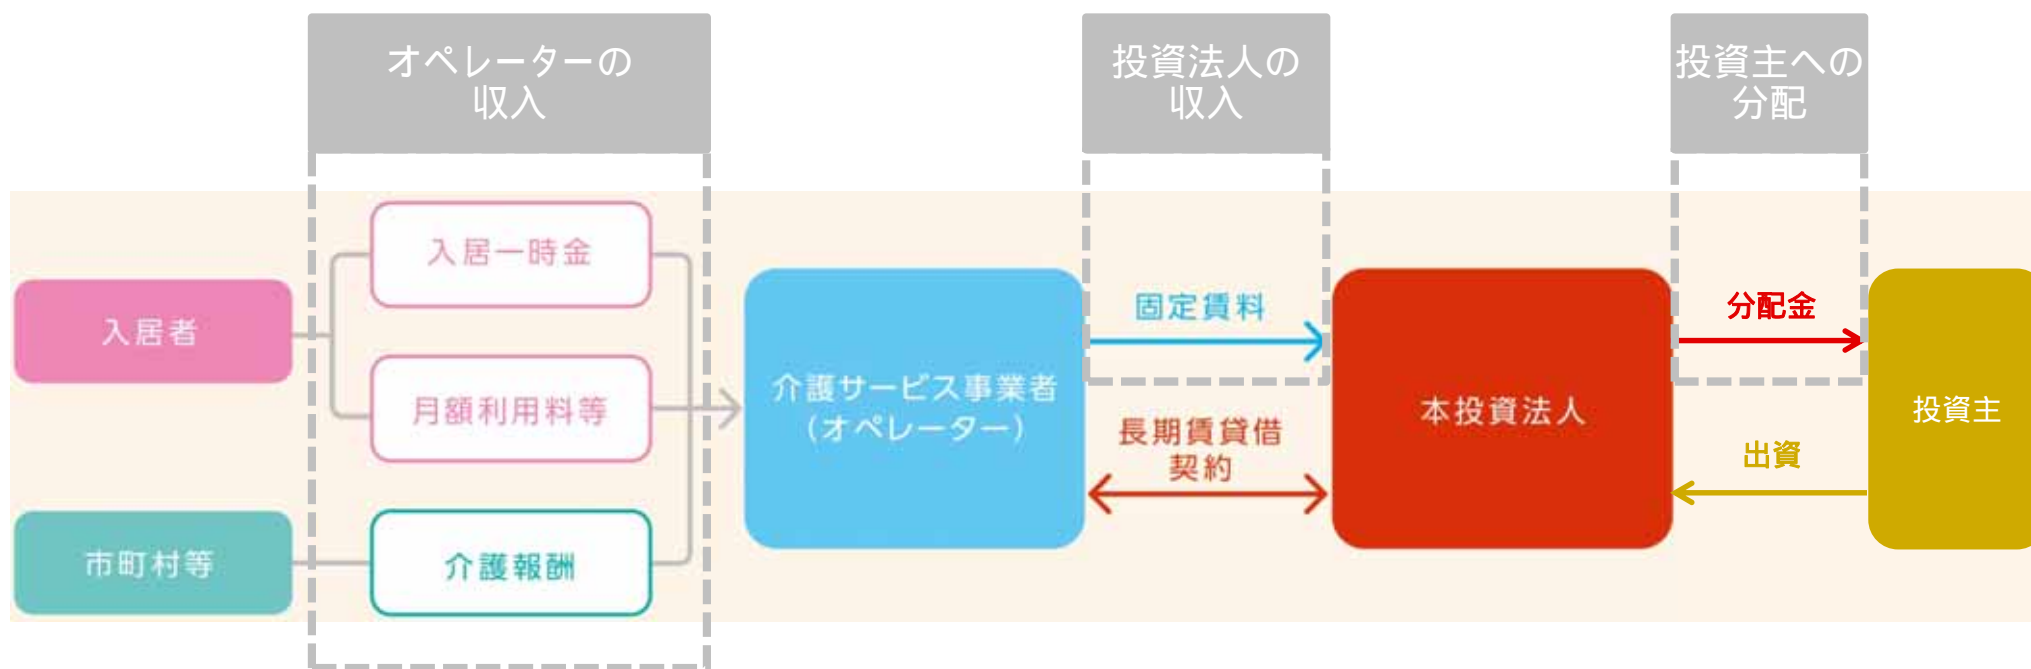 オペレーターの
収入
投資法人の
収入
投資主への
分配
入居者
入居一時金
月額利用料等
市町村等
介護報酬
介護サービス事業者
(オペレーター)
固定賃料
長期賃貸借
契約
本投資法人
分配金
出資
投資主